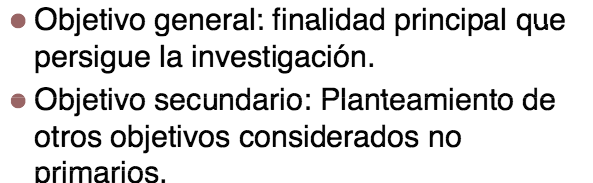 ● Objetivo general: finalidad principal que
persigue la investigación.
● Objetivo secundario: Planteamiento de
otros objetivos considerados no
primarios.